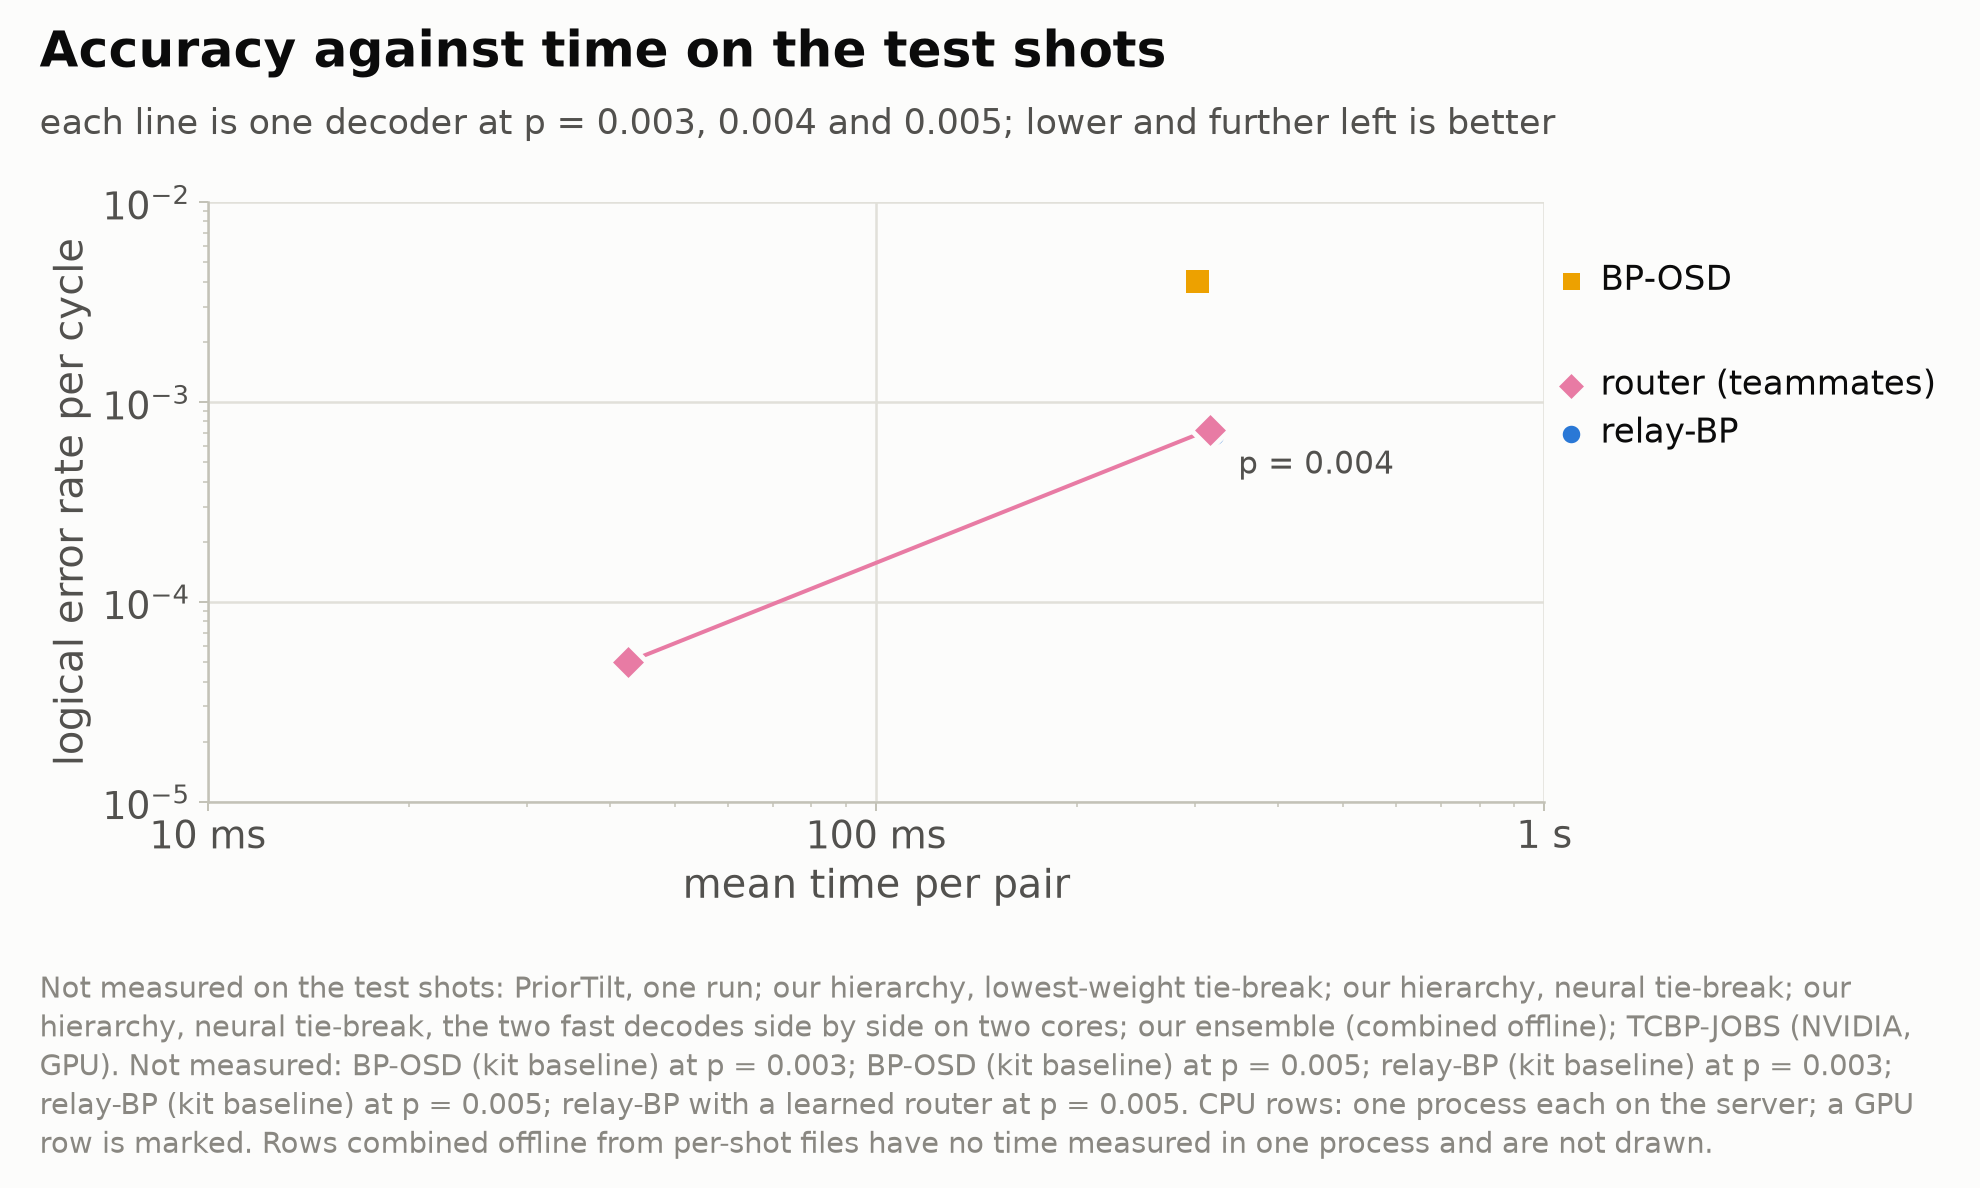 Accuracy against time on the test shots
each line is one decoder at p = 0.003, 0.004 and 0.005; lower and further left is better
10⁻²
10⁻³
10⁻⁴
10⁻⁵
logical error rate per cycle
BP-OSD
router (teammates)
relay-BP
p = 0.004
10 ms
100 ms
1 s
mean time per pair
Not measured on the test shots: PriorTilt, one run; our hierarchy, lowest-weight tie-break; our hierarchy, neural tie-break; our
hierarchy, neural tie-break, the two fast decodes side by side on two cores; our ensemble (combined offline); TCBP-JOBS (NVIDIA,
GPU). Not measured: BP-OSD (kit baseline) at p = 0.003; BP-OSD (kit baseline) at p = 0.005; relay-BP (kit baseline) at p = 0.003;
relay-BP (kit baseline) at p = 0.005; relay-BP with a learned router at p = 0.005. CPU rows: one process each on the server; a GPU
row is marked. Rows combined offline from per-shot files have no time measured in one process and are not drawn.